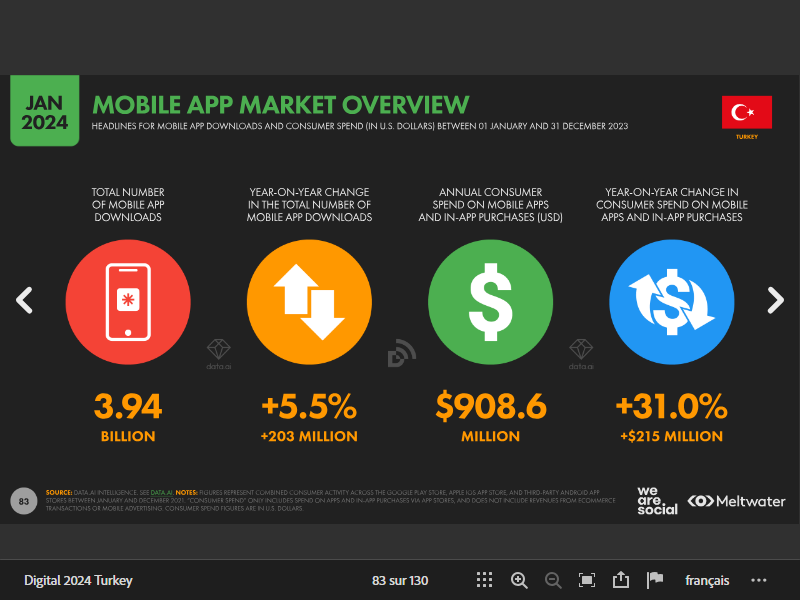 JAN
2024
MOBILE APP MARKET OVERVIEW
HEADLINES FOR MOBILE APP DOWNLOADS AND CONSUMER SPEND (IN U.S. DOLLARS) BETWEEN 01 JANUARY AND 31 DECEMBER 2023
TURKEY
TOTAL NUMBER
OF MOBILE APP
DOWNLOADS
YEAR-ON-YEAR CHANGE
IN THE TOTAL NUMBER OF
MOBILE APP DOWNLOADS
ANNUAL CONSUMER
SPEND ON MOBILE APPS
AND IN-APP PURCHASES (USD)
YEAR-ON-YEAR CHANGE IN
CONSUMER SPEND ON MOBILE
APPS AND IN-APP PURCHASES
$
$
data.ai
data.ai
3.94
BILLION
+5.5%
+203 MILLION
$908.6
MILLION
+31.0%
+$215 MILLION
83
SOURCE: DATA.AI INTELLIGENCE. SEE DATA.AI. NOTES: FIGURES REPRESENT COMBINED CONSUMER ACTIVITY ACROSS THE GOOGLE PLAY STORE, APPLE IOS APP STORE, AND THIRD-PARTY ANDROID APP
STORES BETWEEN JANUARY AND DECEMBER 2021. "CONSUMER SPEND" ONLY INCLUDES SPEND ON APPS AND IN-APP PURCHASES VIA APP STORES, AND DOES NOT INCLUDE REVENUES FROM ECOMMERCE
TRANSACTIONS OR MOBILE ADVERTISING. CONSUMER SPEND FIGURES ARE IN U.S. DOLLARS.
we
are.
social
Meltwater
Digital 2024 Turkey
83 sur 130
français